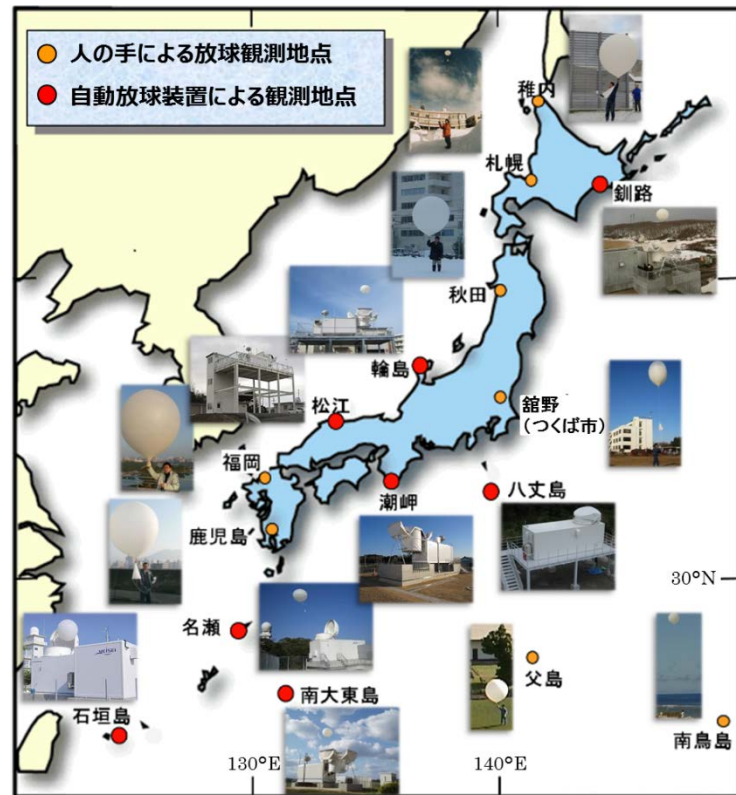 人の手による放球観測地点
自動放球装置による観測地点
稚内
札幌
釧路
秋田
輪島
舘野
(つくば市)
松江
福岡
潮岬
八丈島
鹿児島
30°N
名瀬
父島
南大東島
石垣島
南鳥島
130°E
140°E